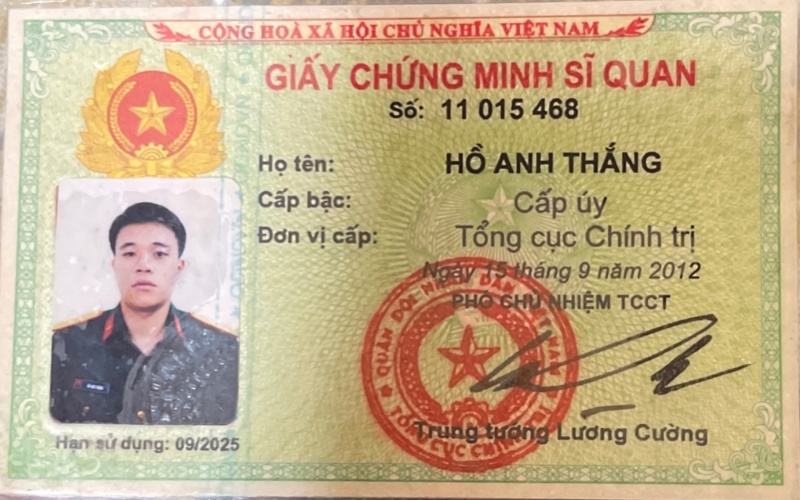 CỘNG HOÀ XÃ HỘI CHỦ NGHĨA VIỆT NAM
GIẤY CHỨNG MINH SĨ QUAN
Số: 11 015 468
Họ tên: HỒ ANH THẮNG
Cấp bậc: Cấp úy
Đơn vị cấp: Tổng cục Chính trị
Ngày 15 tháng 9 năm 2012
PHÓ CHỦ NHIỆM TCCT
QUÂN ĐỘI NHÂN DÂN VIỆT NAM
TỔNG CỤC CHÍNH TRỊ
Trung tướng Lương Cường
Hạn sử dụng: 09/2025